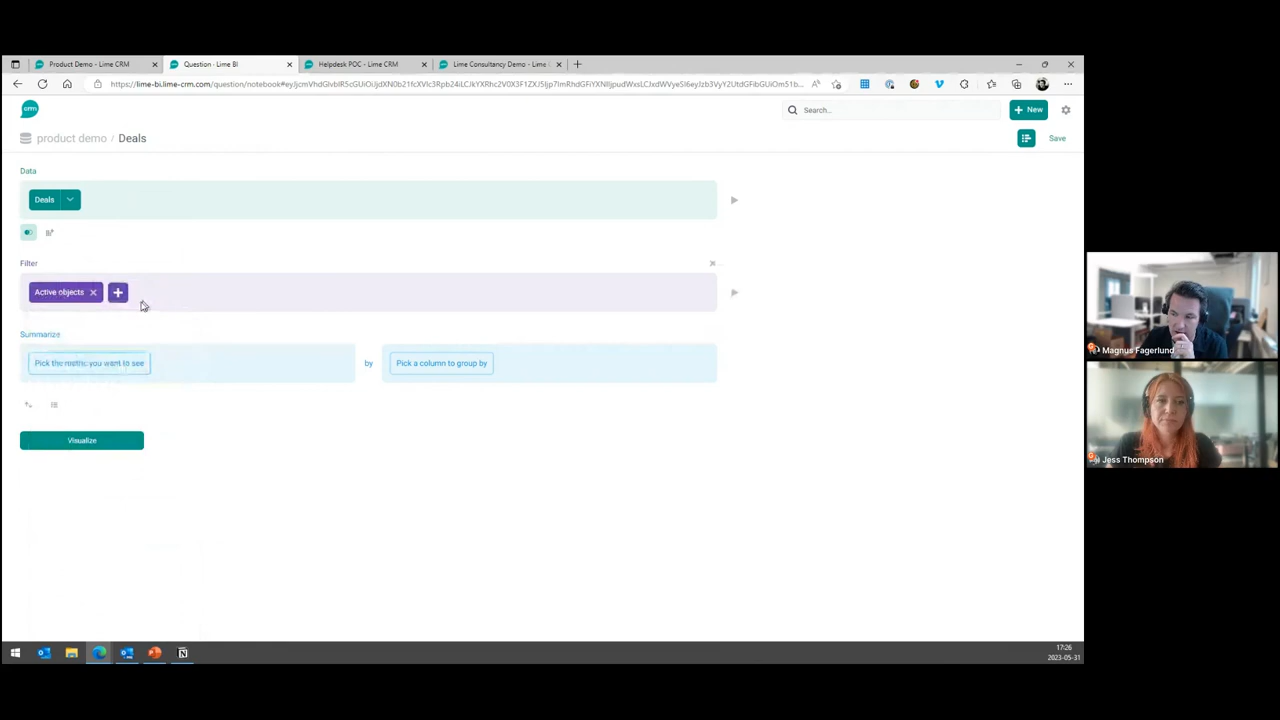 Product Demo - Lime CRM
Question · Lime BI
Helpdesk POC - Lime CRM
Lime Consultancy Demo - Lime
crm
Search...
New
product demo / Deals
Save
Data
Deals
Filter
Active objects
Summarize
Pick the metric you want to see
by
Pick a column to group by
Visualize
Magnus Fagerlund
Jess Thompson
17:26
2023-05-31